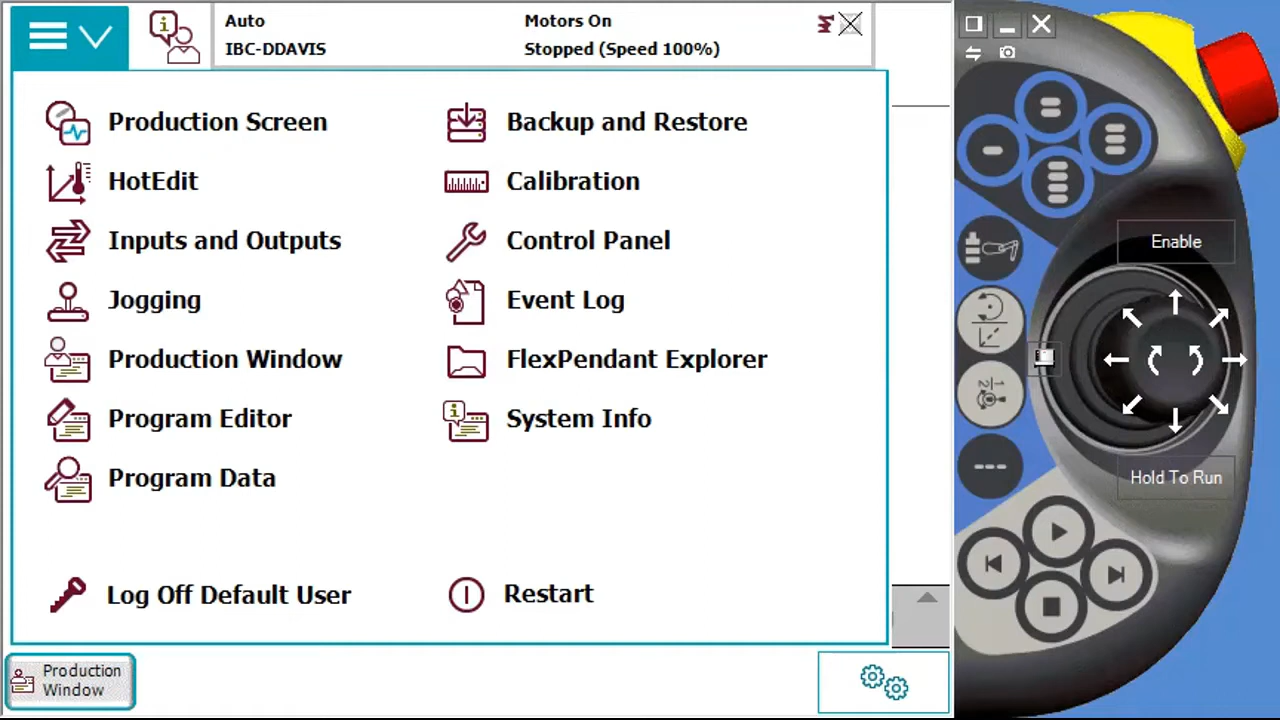 Auto
IBC-DDAVIS
Motors On
Stopped (Speed 100%)
Production Screen
HotEdit
Inputs and Outputs
Jogging
Production Window
Program Editor
Program Data
Backup and Restore
Calibration
Control Panel
Event Log
FlexPendant Explorer
System Info
Log Off Default User
Restart
Production
Window
Enable
Hold To Run